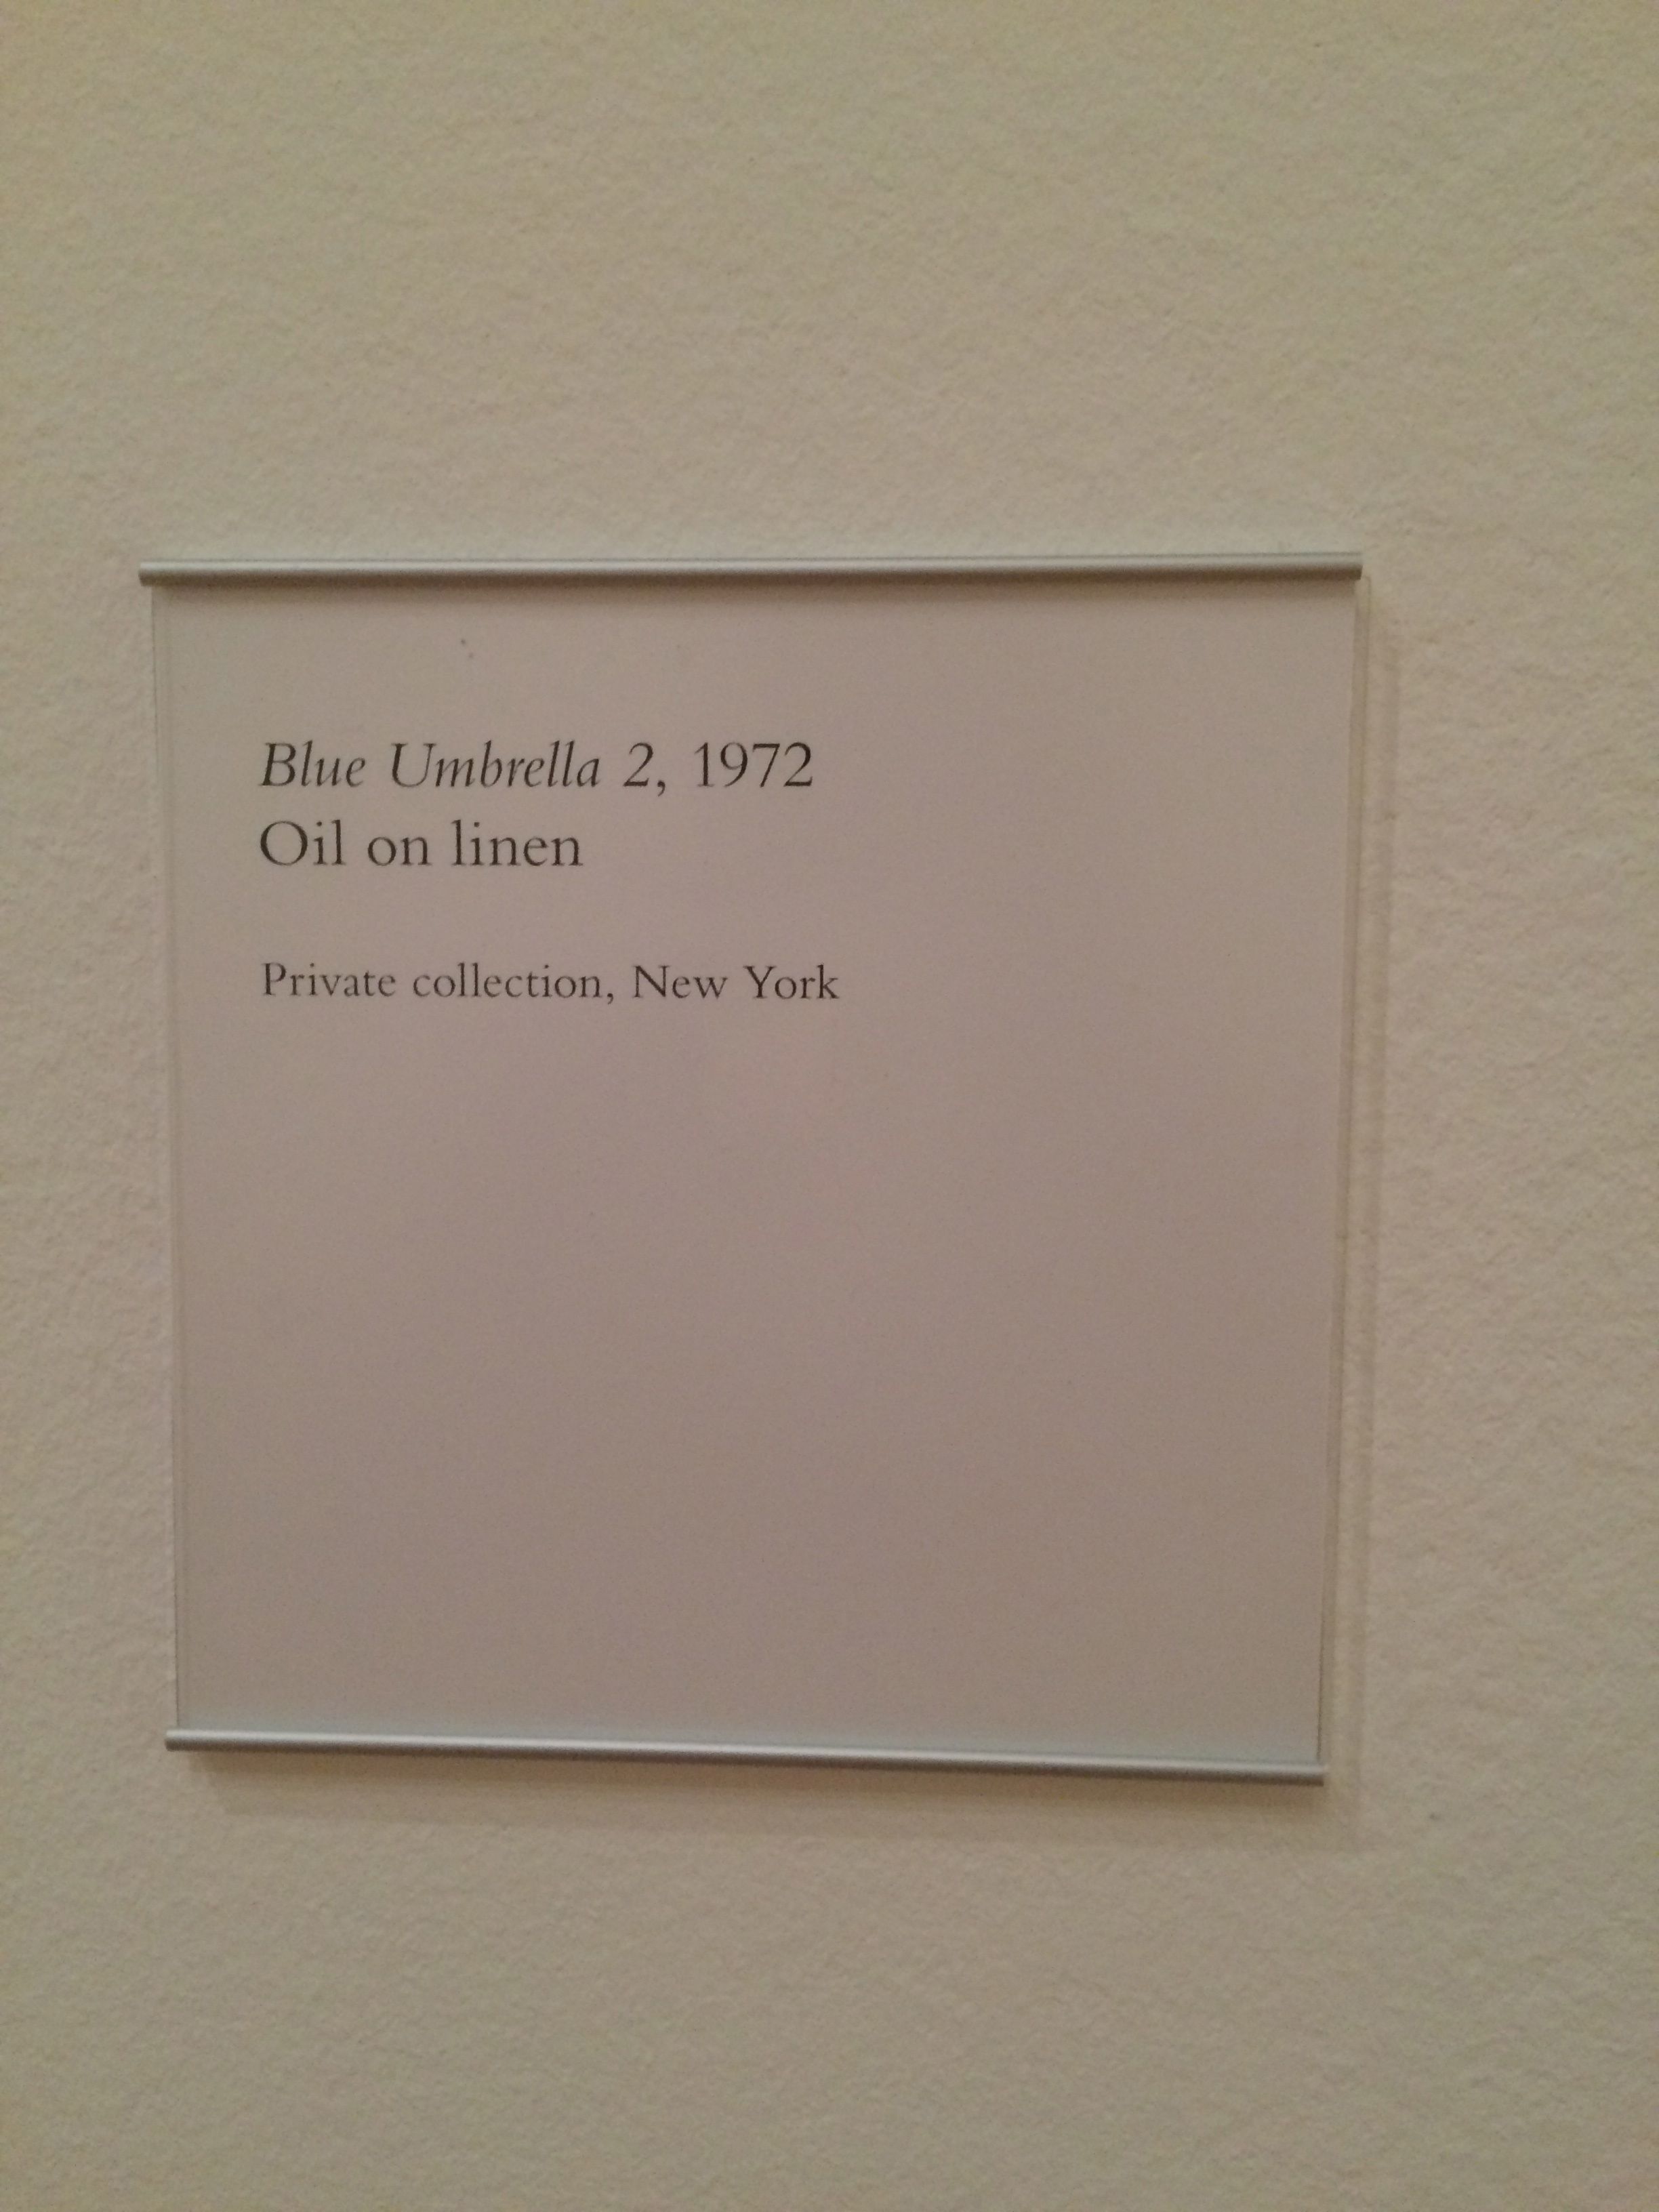 Blue Umbrella 2, 1972
Oil on linen
Private collection, New York